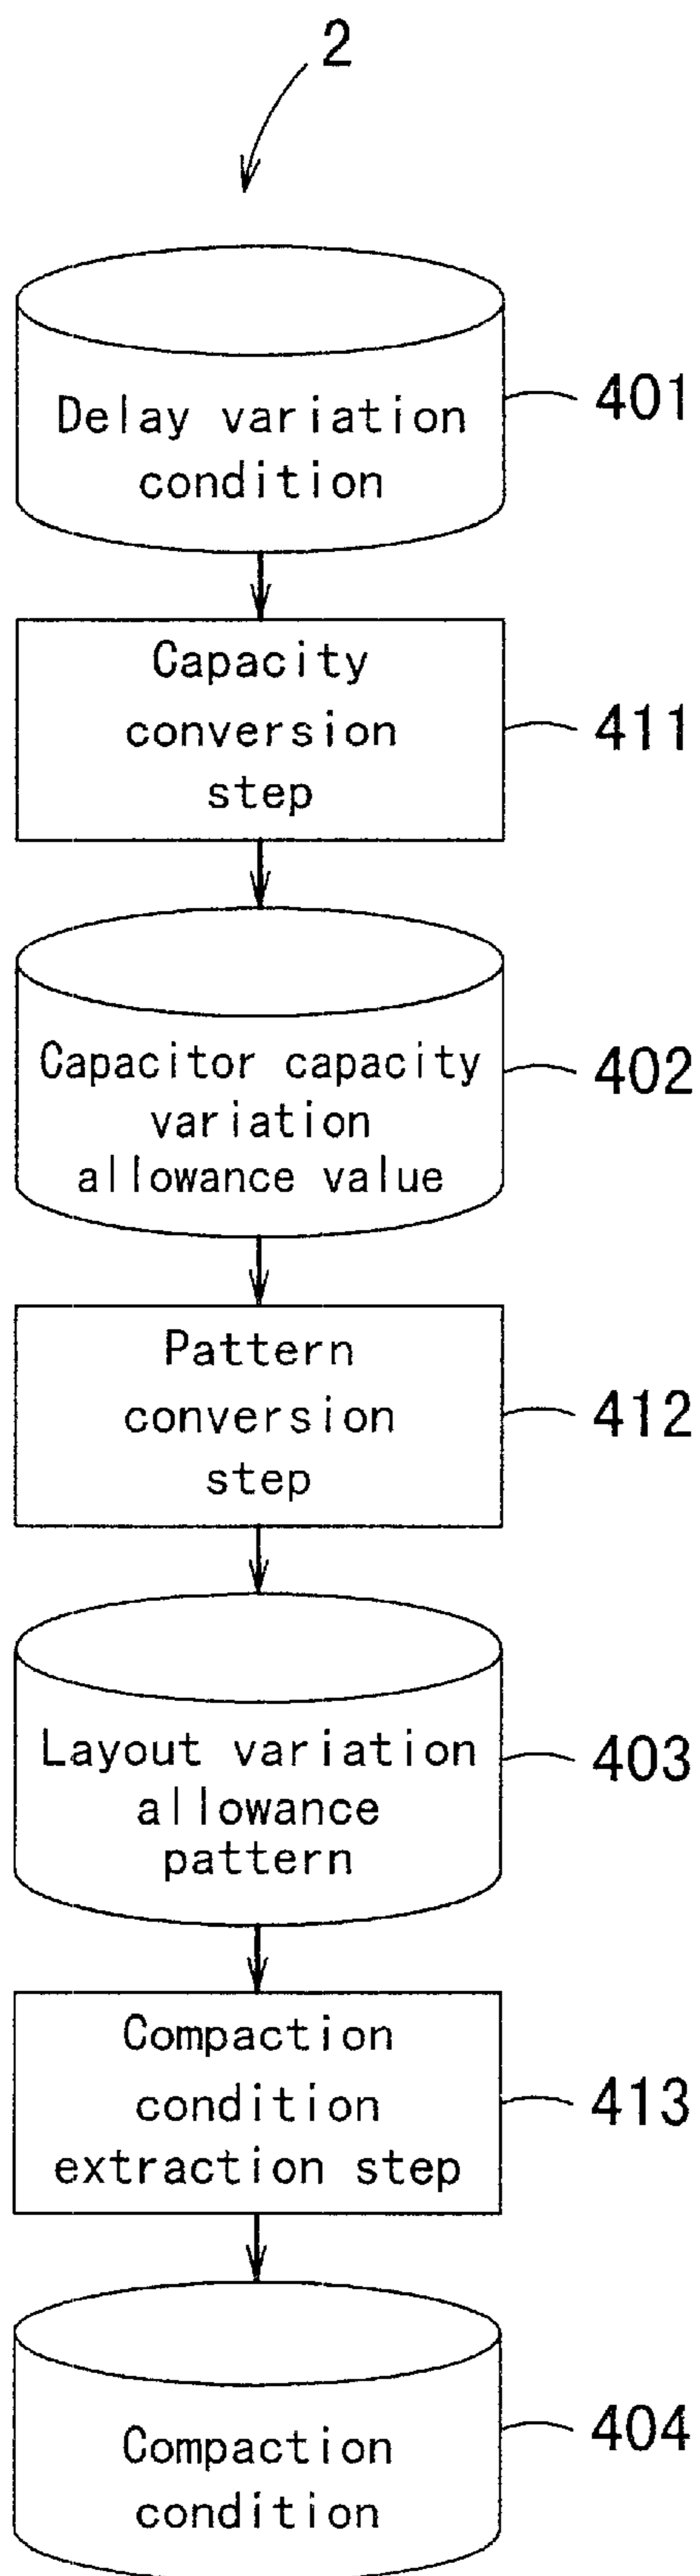 2
Delay variation
condition
401
Capacity
conversion
step
411
Capacitor capacity
variation
allowance value
402
Pattern
conversion
step
412
Layout variation
allowance
pattern
403
Compaction
condition
extraction step
413
Compaction
condition
404